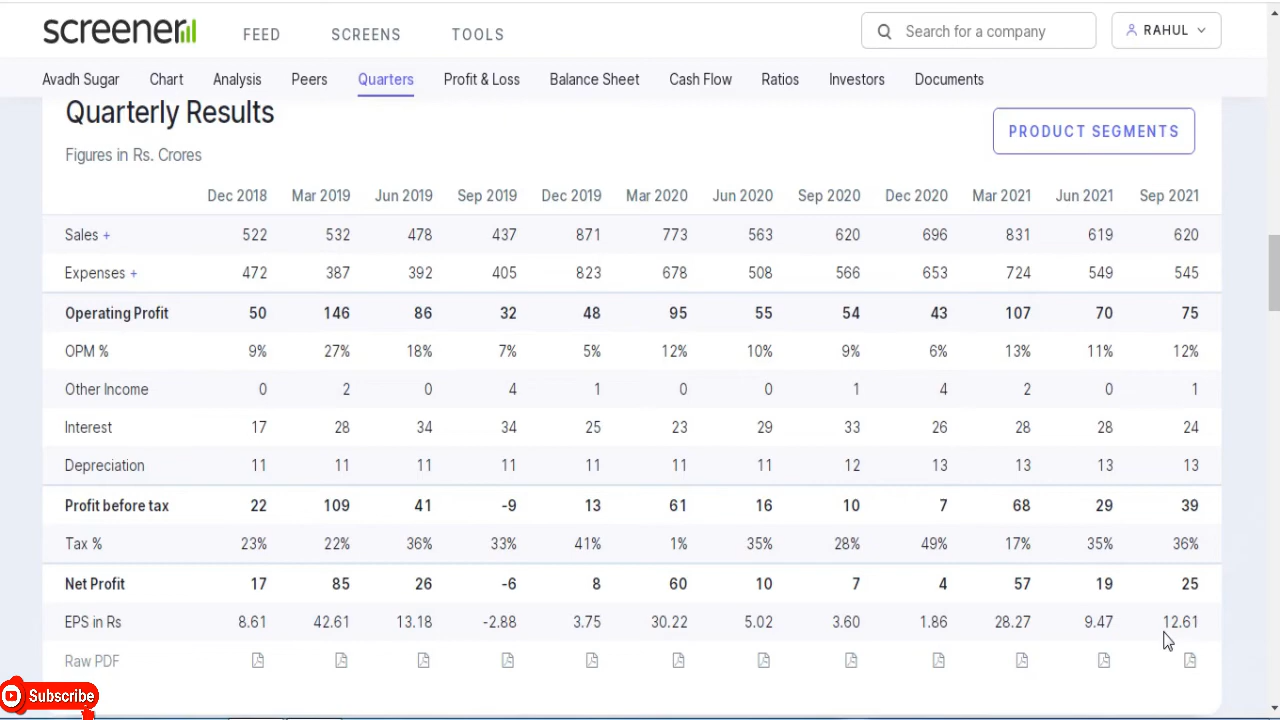 screener FEED SCREENS TOOLS Search for a company RAHUL
Avadh Sugar Chart Analysis Peers Quarters Profit & Loss Balance Sheet Cash Flow Ratios Investors Documents
Quarterly Results
PRODUCT SEGMENTS
Figures in Rs. Crores
Dec 2018 Mar 2019 Jun 2019 Sep 2019 Dec 2019 Mar 2020 Jun 2020 Sep 2020 Dec 2020 Mar 2021 Jun 2021 Sep 2021
Sales + 522 532 478 437 871 773 563 620 696 831 619 620
Expenses + 472 387 392 405 823 678 508 566 653 724 549 545
Operating Profit 50 146 86 32 48 95 55 54 43 107 70 75
OPM % 9% 27% 18% 7% 5% 12% 10% 9% 6% 13% 11% 12%
Other Income 0 2 0 4 1 0 0 1 4 2 0 1
Interest 17 28 34 34 25 23 29 33 26 28 28 24
Depreciation 11 11 11 11 11 11 11 12 13 13 13 13
Profit before tax 22 109 41 -9 13 61 16 10 7 68 29 39
Tax % 23% 22% 36% 33% 41% 1% 35% 28% 49% 17% 35% 36%
Net Profit 17 85 26 -6 8 60 10 7 4 57 19 25
EPS in Rs 8.61 42.61 13.18 -2.88 3.75 30.22 5.02 3.60 1.86 28.27 9.47 12.61
Raw PDF
Subscribe